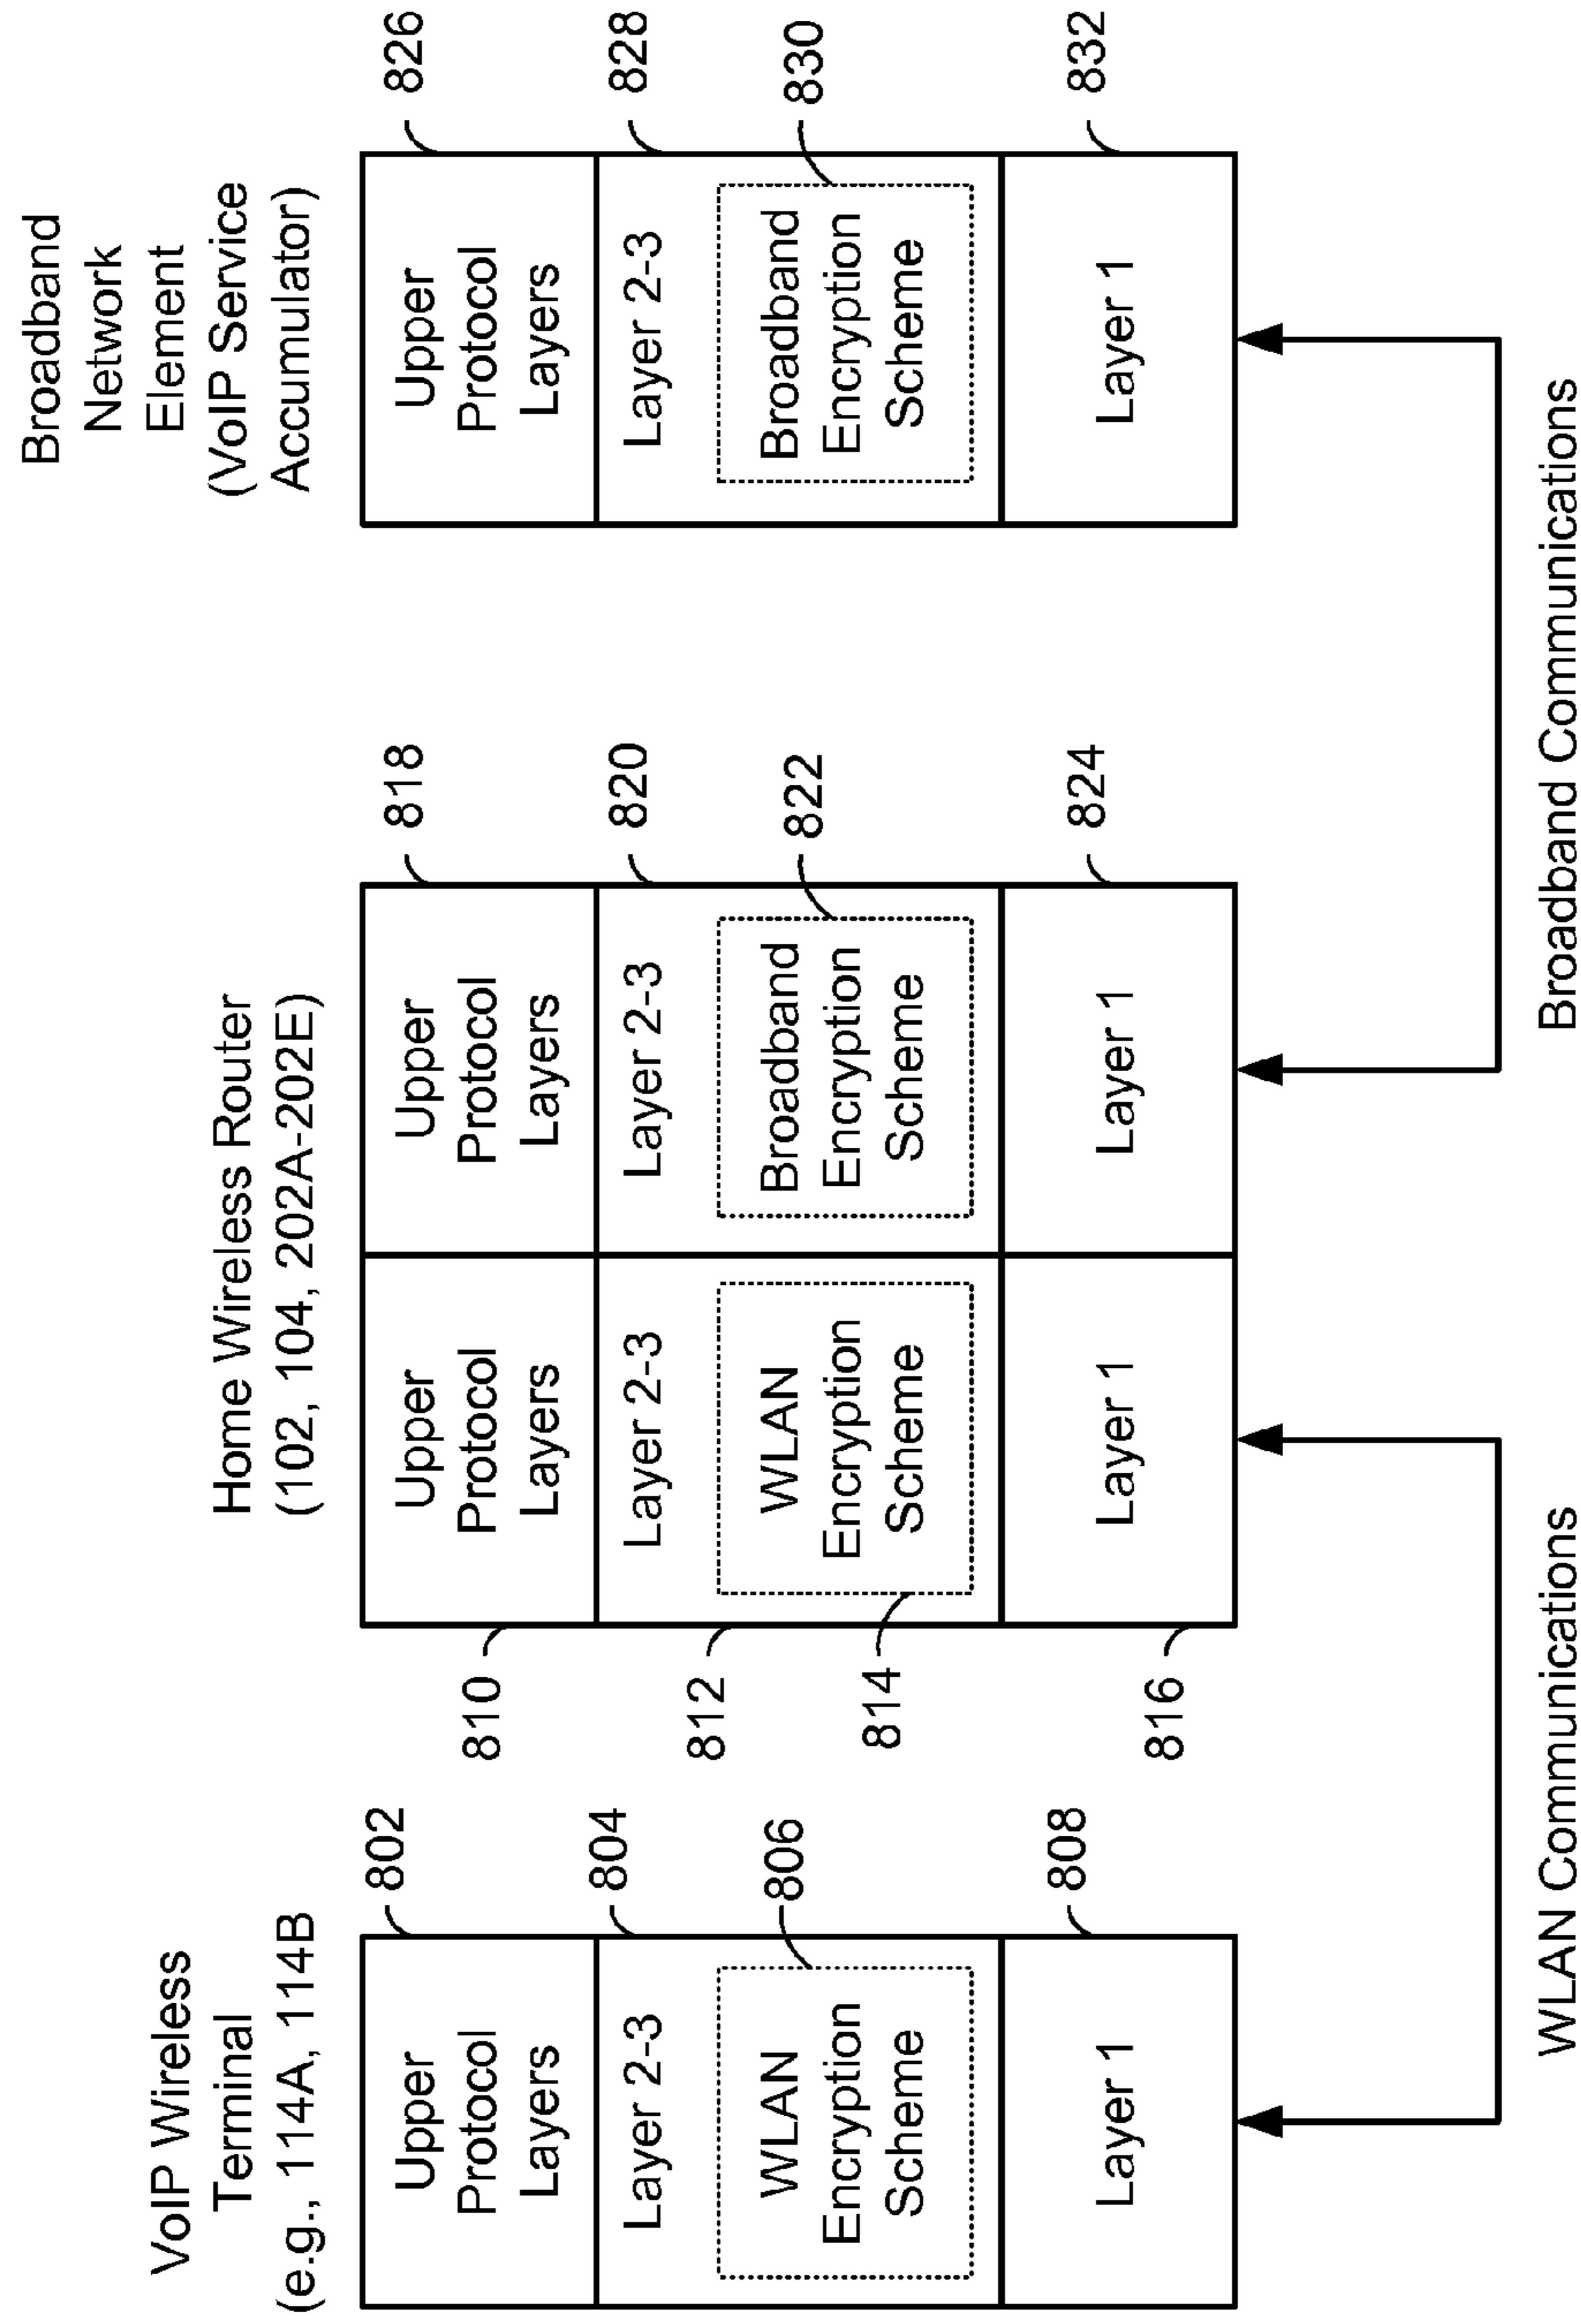 VoIP Wireless
Terminal
(e.g., 114A, 114B
802
Upper
Protocol
Layers
804
Layer 2-3
806
WLAN
Encryption
Scheme
808
Layer 1
Home Wireless Router
(102, 104, 202A-202E)
810
Upper
Protocol
Layers
812
Layer 2-3
814
WLAN
Encryption
Scheme
816
Layer 1
818
Upper
Protocol
Layers
820
Layer 2-3
822
Broadband
Encryption
Scheme
824
Layer 1
Broadband
Network
Element
(VoIP Service
Accumulator)
826
Upper
Protocol
Layers
828
Layer 2-3
830
Broadband
Encryption
Scheme
832
Layer 1
WLAN Communications
Broadband Communications